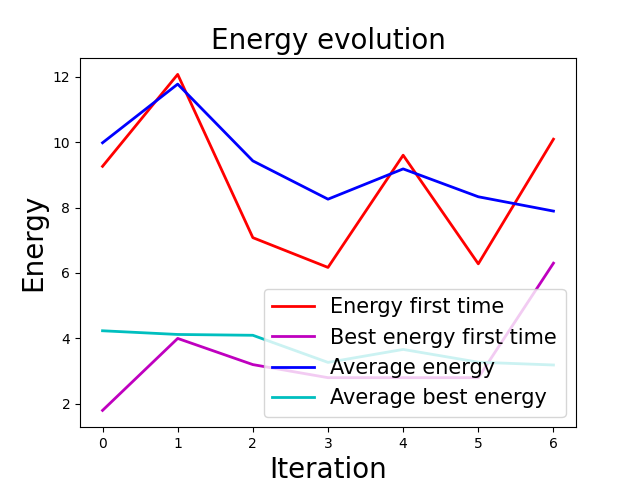 Energy evolution
12
10
8
6
4
2
Energy
Energy first time
Best energy first time
Average energy
Average best energy
0 1 2 3 4 5 6
Iteration